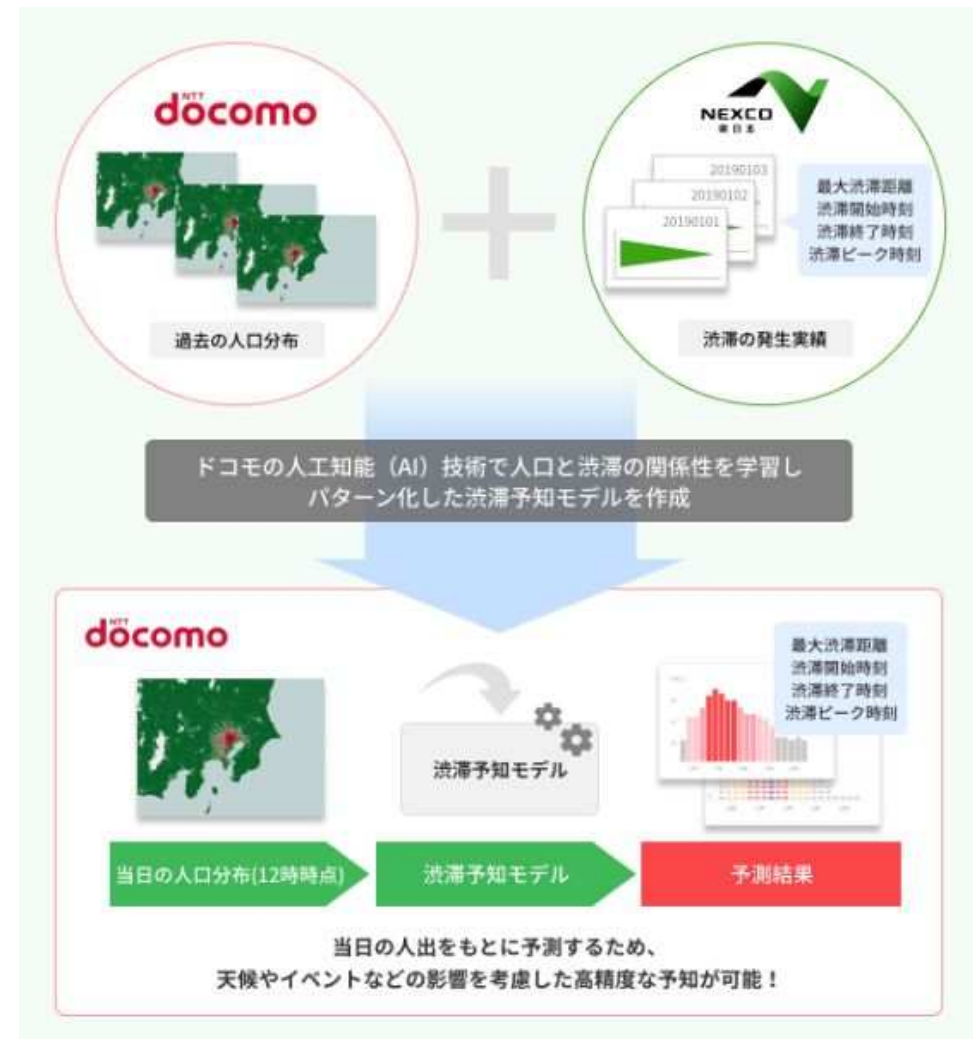 NTT
döcomo
NEXCO
東日本
20190103
20190102
20190101
最大渋滞距離
渋滞開始時刻
渋滞終了時刻
渋滞ピーク時刻
過去の人口分布
渋滞の発生実績
ドコモの人工知能（AI）技術で人口と渋滞の関係性を学習し
パターン化した渋滞予知モデルを作成
NTT
döcomo
最大渋滞距離
渋滞開始時刻
渋滞終了時刻
渋滞ピーク時刻
渋滞予知モデル
当日の人口分布(12時時点)
渋滞予知モデル
予測結果
当日の人出をもとに予測するため、
天候やイベントなどの影響を考慮した高精度な予知が可能！